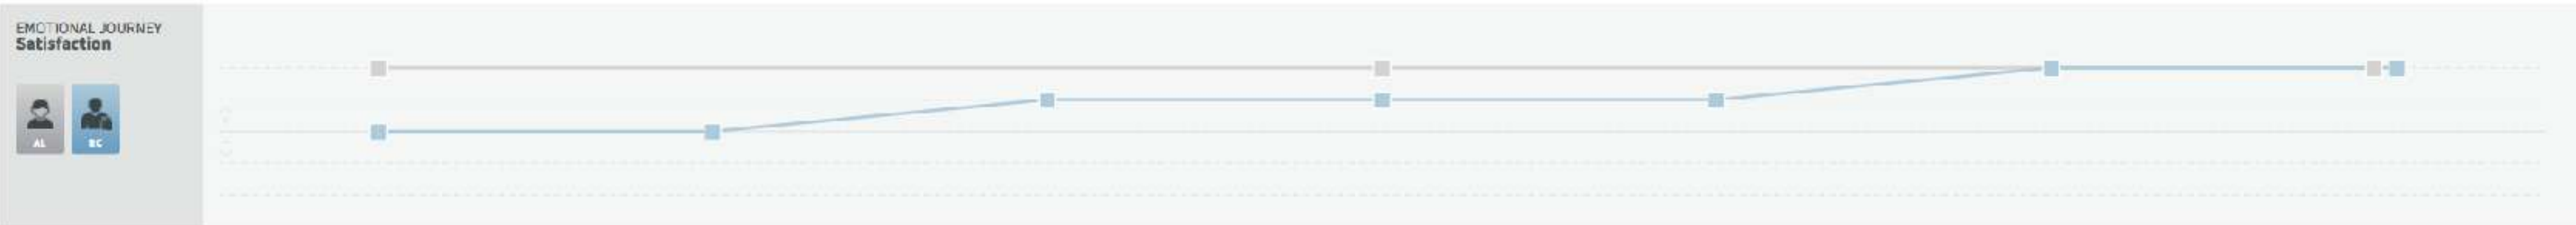 EMOTIONAL JOURNEY
Satisfaction
AL
BC